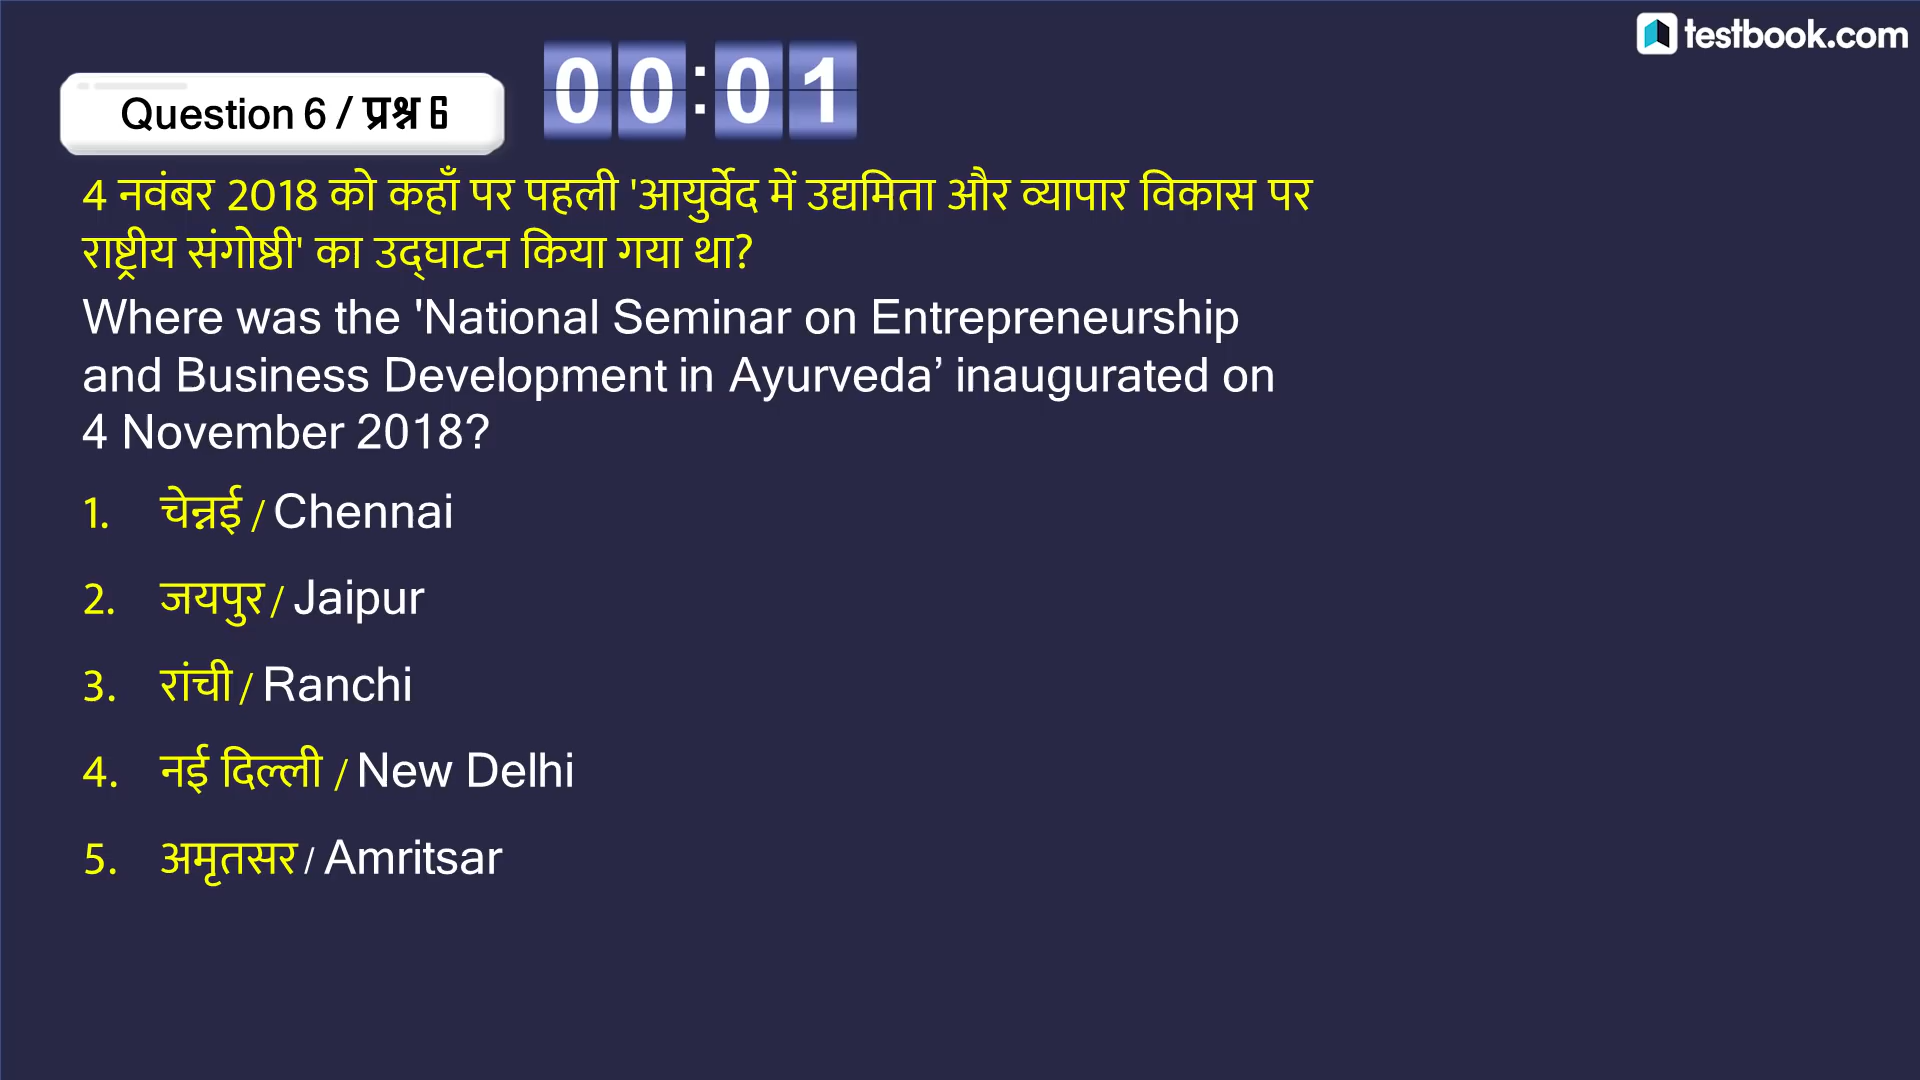 testbook.com
Question 6 / प्रश्न 6
00:01
4 नवंबर 2018 को कहाँ पर पहली 'आयुर्वेद में उद्यमिता और व्यापार विकास पर
राष्ट्रीय संगोष्ठी' का उद्‌घाटन किया गया था?
Where was the 'National Seminar on Entrepreneurship
and Business Development in Ayurveda’ inaugurated on
4 November 2018?
1. चेन्नई / Chennai
2. जयपुर / Jaipur
3. रांची / Ranchi
4. नई दिल्ली / New Delhi
5. अमृतसर / Amritsar